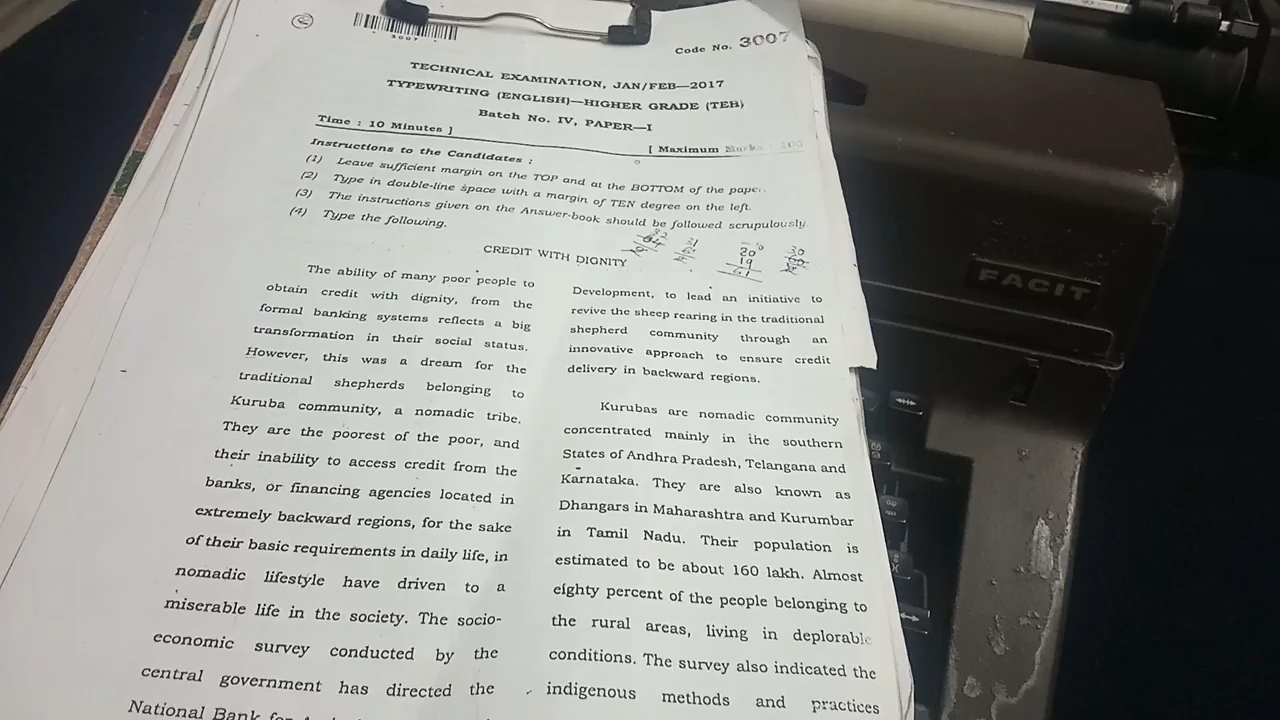 3007
Code No. 3007
TECHNICAL EXAMINATION, JAN/FEB—2017
TYPEWRITING (ENGLISH)—HIGHER GRADE (TEH)
Batch No. IV, PAPER—I
Time : 10 Minutes ]
[ Maximum Marks : 200
Instructions to the Candidates :
(1) Leave sufficient margin on the TOP and at the BOTTOM of the paper.
(2) Type in double-line space with a margin of TEN degree on the left.
(3) The instructions given on the Answer-book should be followed scrupulously.
(4) Type the following.
20
19
30
CREDIT WITH DIGNITY
The ability of many poor people to
obtain credit with dignity, from the
formal banking systems reflects a big
transformation in their social status.
However, this was a dream for the
traditional shepherds belonging to
Kuruba community, a nomadic tribe.
They are the poorest of the poor, and
their inability to access credit from the
banks, or financing agencies located in
extremely backward regions, for the sake
of their basic requirements in daily life, in
nomadic lifestyle have driven to a
miserable life in the society. The socio-
economic survey conducted by the
central government has directed the
National Bank for
Development, to lead an initiative to
revive the sheep rearing in the traditional
shepherd community through an
innovative approach to ensure credit
delivery in backward regions.
Kurubas are nomadic community
concentrated mainly in the southern
States of Andhra Pradesh, Telangana and
Karnataka. They are also known as
Dhangars in Maharashtra and Kurumbar
in Tamil Nadu. Their population is
estimated to be about 160 lakh. Almost
eighty percent of the people belonging to
the rural areas, living in deplorable
conditions. The survey also indicated the
indigenous methods and practices
FACIT